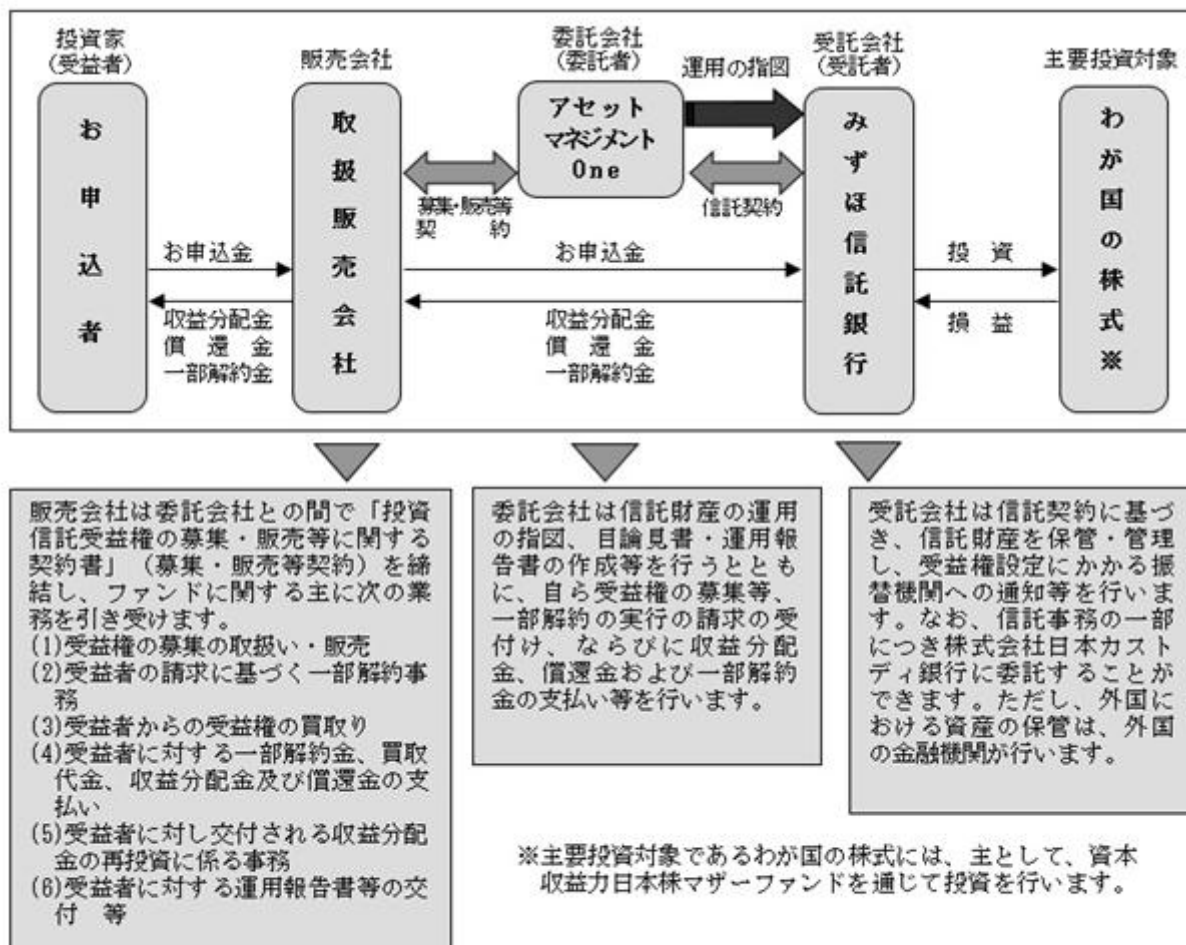 投資家
（受益者）
販売会社
委託会社
（委託者）
運用の指図
受託会社
（受託者）
主要投資対象
お申込者
取扱販売会社
アセット
マネジメント
One
みずほ信託銀行
わが国の株式※
募集・販売等
契　約
信託契約
お申込金
お申込金
投　資
収益分配金
償　還　金
一部解約金
収益分配金
償　還　金
一部解約金
損　益
販売会社は委託会社との間で「投資
信託受益権の募集・販売等に関する
契約書」（募集・販売等契約）を締
結し、ファンドに関する主に次の業
務を引き受けます。
(1)受益権の募集の取扱い・販売
(2)受益者の請求に基づく一部解約事
務
(3)受益者からの受益権の買取り
(4)受益者に対する一部解約金、買取
代金、収益分配金及び償還金の支
払い
(5)受益者に対し交付される収益分配
金の再投資に係る事務
(6)受益者に対する運用報告書等の交
付　等
委託会社は信託財産の運用
の指図、目論見書・運用報
告書の作成等を行うととも
に、自ら受益権の募集等、
一部解約の実行の請求の受
付け、ならびに収益分配
金、償還金および一部解約
金の支払い等を行います。
受託会社は信託契約に基づ
き、信託財産を保管・管理
し、受益権設定にかかる振
替機関への通知等を行いま
す。なお、信託事務の一部
につき株式会社日本カスト
ディ銀行に委託することが
できます。ただし、外国に
おける資産の保管は、外国
の金融機関が行います。
※主要投資対象であるわが国の株式には、主として、資本
収益力日本株マザーファンドを通じて投資を行います。